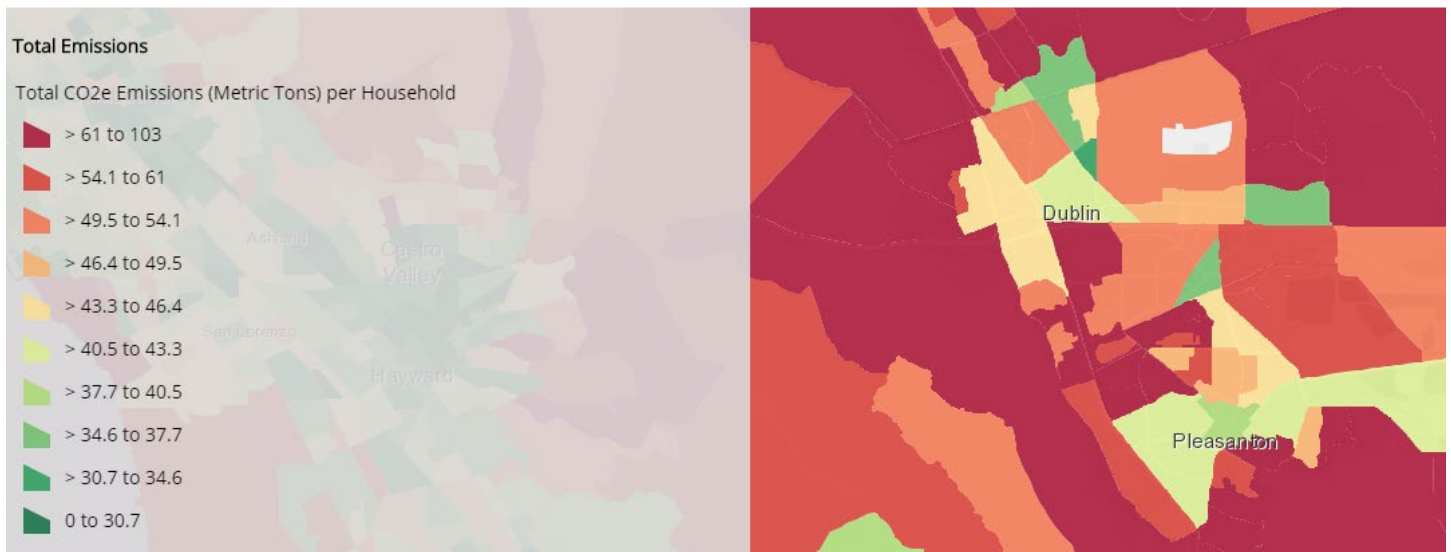 Total Emissions
Total CO2e Emissions (Metric Tons) per Household
> 61 to 103
> 54.1 to 61
> 49.5 to 54.1
> 46.4 to 49.5
> 43.3 to 46.4
> 40.5 to 43.3
> 37.7 to 40.5
> 34.6 to 37.7
> 30.7 to 34.6
0 to 30.7
Ashland
Castro
Valley
San Lorenzo
Hayward
Dublin
Pleasanton